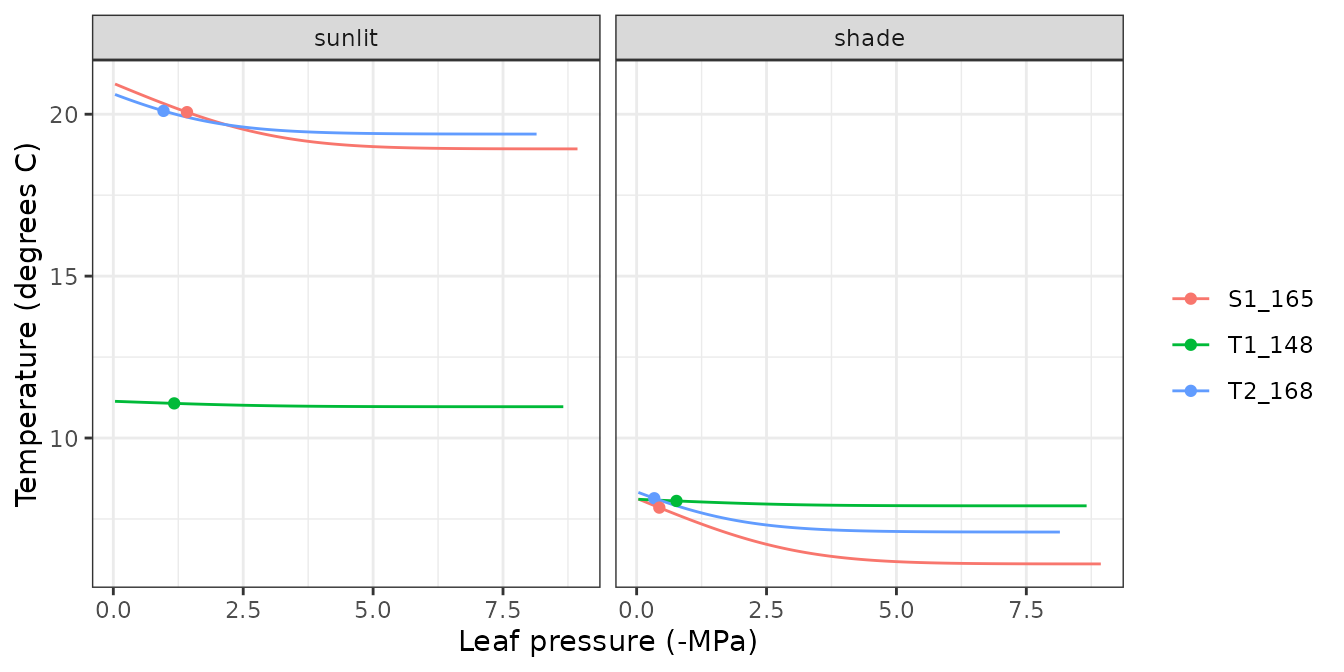 sunlit
shade
20
15
10
0.0
2.5
5.0
7.5
0.0
2.5
5.0
7.5
Temperature (degrees C)
Leaf pressure (-MPa)
S1_165
T1_148
T2_168